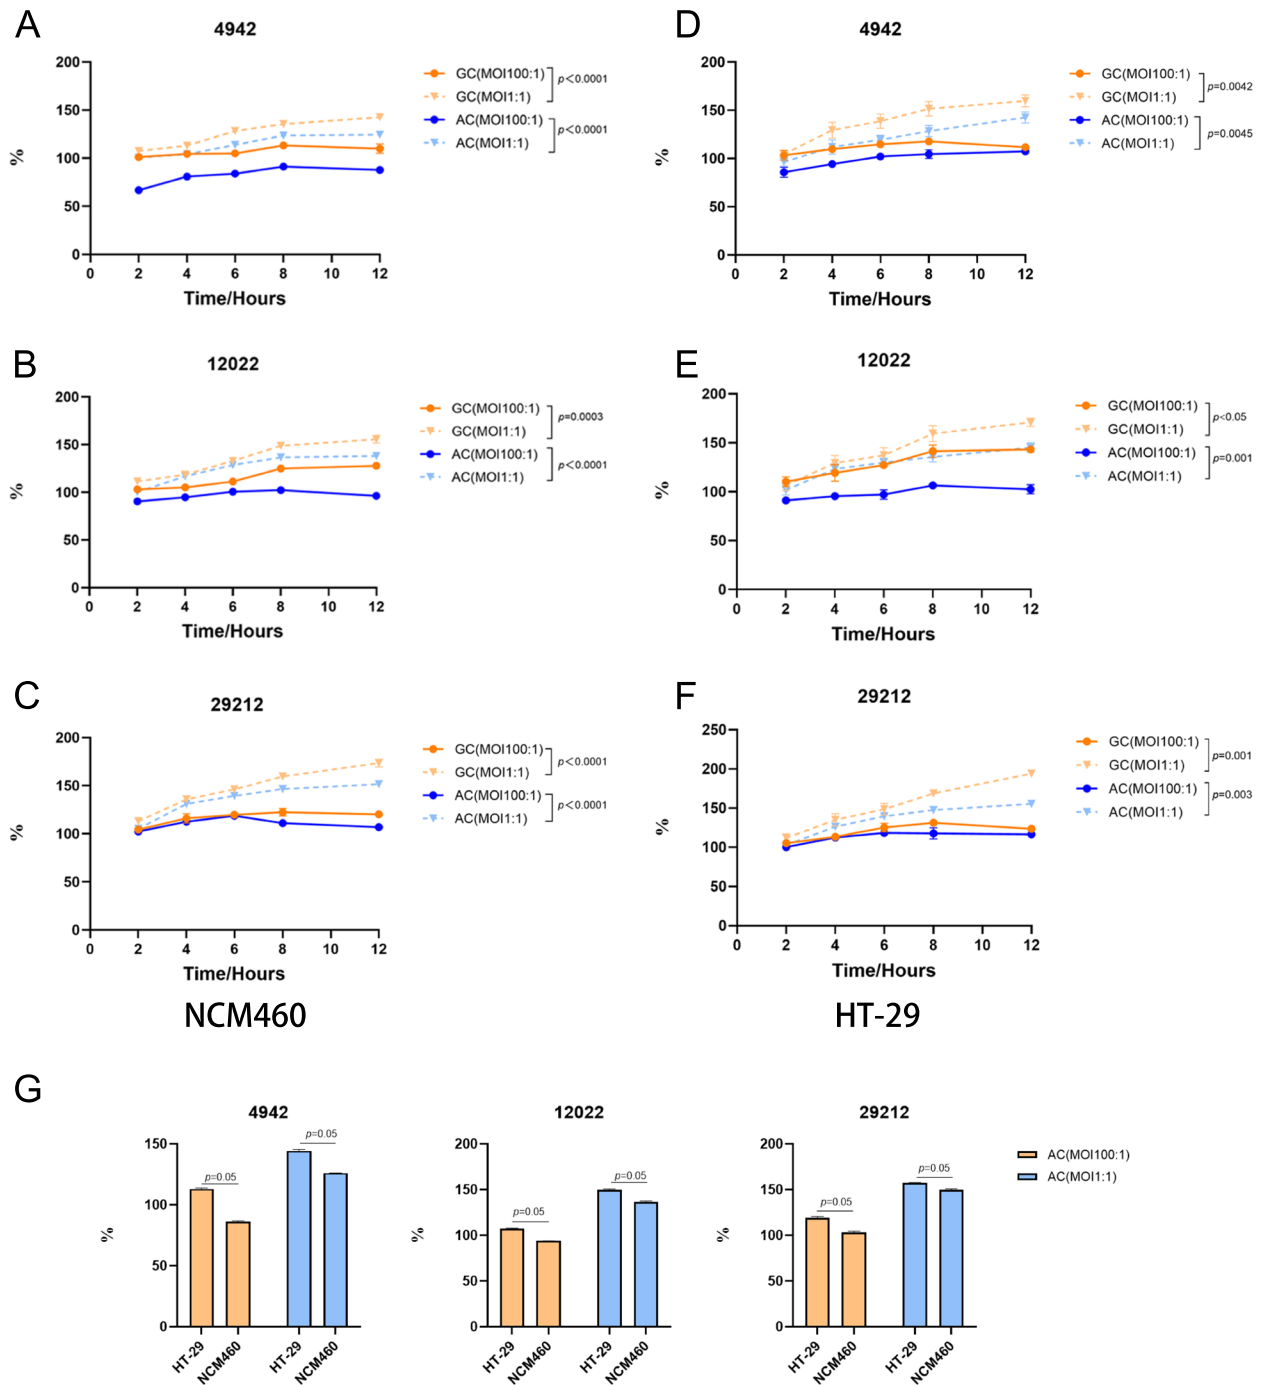 A
4942
200
150
100
50
0
%
0 2 4 6 8 10 12
Time/Hours
GC(MOI100:1)
GC(MOI1:1)
AC(MOI100:1)
AC(MOI1:1)
p<0.0001
p<0.0001
D
4942
200
150
100
50
0
%
0 2 4 6 8 10 12
Time/Hours
GC(MOI100:1)
GC(MOI1:1)
AC(MOI100:1)
AC(MOI1:1)
p=0.0042
p=0.0045
B
12022
200
150
100
50
0
%
0 2 4 6 8 10 12
Time/Hours
GC(MOI100:1)
GC(MOI1:1)
AC(MOI100:1)
AC(MOI1:1)
p=0.0003
p<0.0001
E
12022
200
150
100
50
0
%
0 2 4 6 8 10 12
Time/Hours
GC(MOI100:1)
GC(MOI1:1)
AC(MOI100:1)
AC(MOI1:1)
p<0.05
p=0.001
C
29212
200
150
100
50
0
%
0 2 4 6 8 10 12
Time/Hours
GC(MOI100:1)
GC(MOI1:1)
AC(MOI100:1)
AC(MOI1:1)
p<0.0001
p<0.0001
NCM460
F
29212
250
200
150
100
50
0
%
0 2 4 6 8 10 12
Time/Hours
GC(MOI100:1)
GC(MOI1:1)
AC(MOI100:1)
AC(MOI1:1)
p=0.001
p=0.003
HT-29
G
4942
150
100
50
0
%
p=0.05
p=0.05
HT-29 NCM460 HT-29 NCM460
12022
200
150
100
50
0
%
p=0.05
p=0.05
HT-29 NCM460 HT-29 NCM460
29212
200
150
100
50
0
%
p=0.05
p=0.05
HT-29 NCM460 HT-29 NCM460
AC(MOI100:1)
AC(MOI1:1)